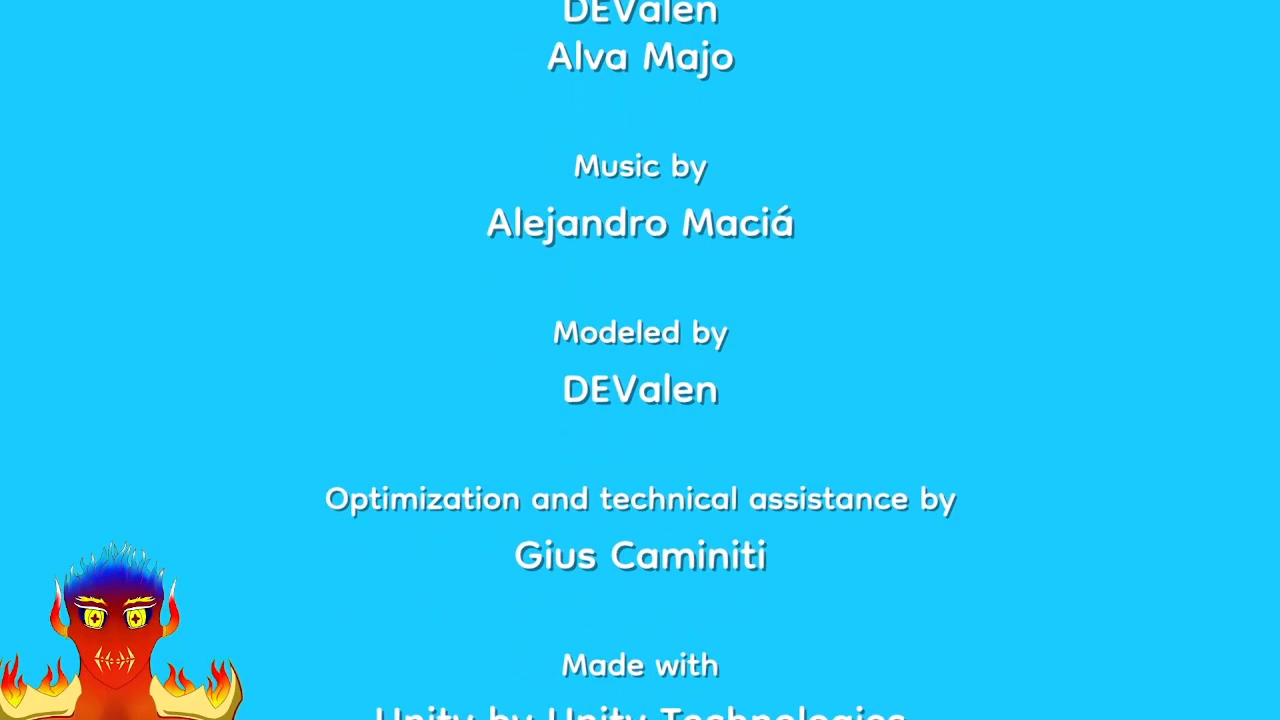 DEValen
Alva Majo
Music by
Alejandro Maciá
Modeled by
DEValen
Optimization and technical assistance by
Gius Caminiti
Made with
Unity by Unity Technologies